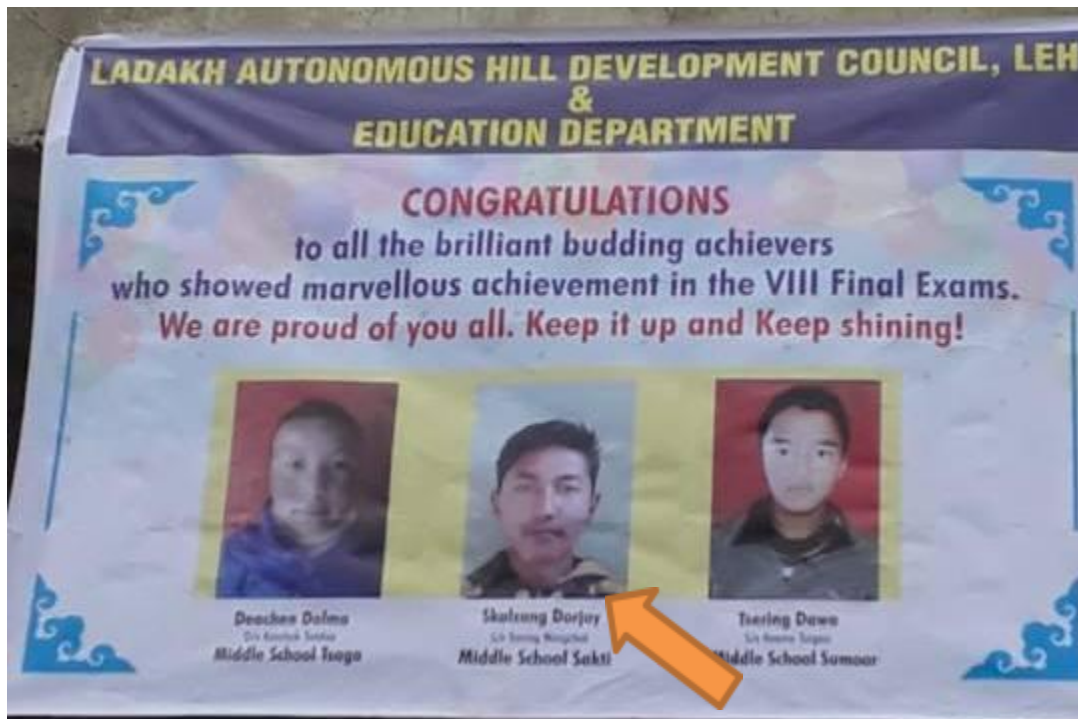 LADAKH AUTONOMOUS HILL DEVELOPMENT COUNCIL, LEH
&
EDUCATION DEPARTMENT
CONGRATULATIONS
to all the brilliant budding achievers
who showed marvellous achievement in the VIII Final Exams.
We are proud of you all. Keep it up and Keep shining!
Deachen Dolma Skalzang Dorjay Tsering Dawa
D/o S/o Tsering S/o
Middle School Tsaga Middle School Sakti Middle School Sumoor